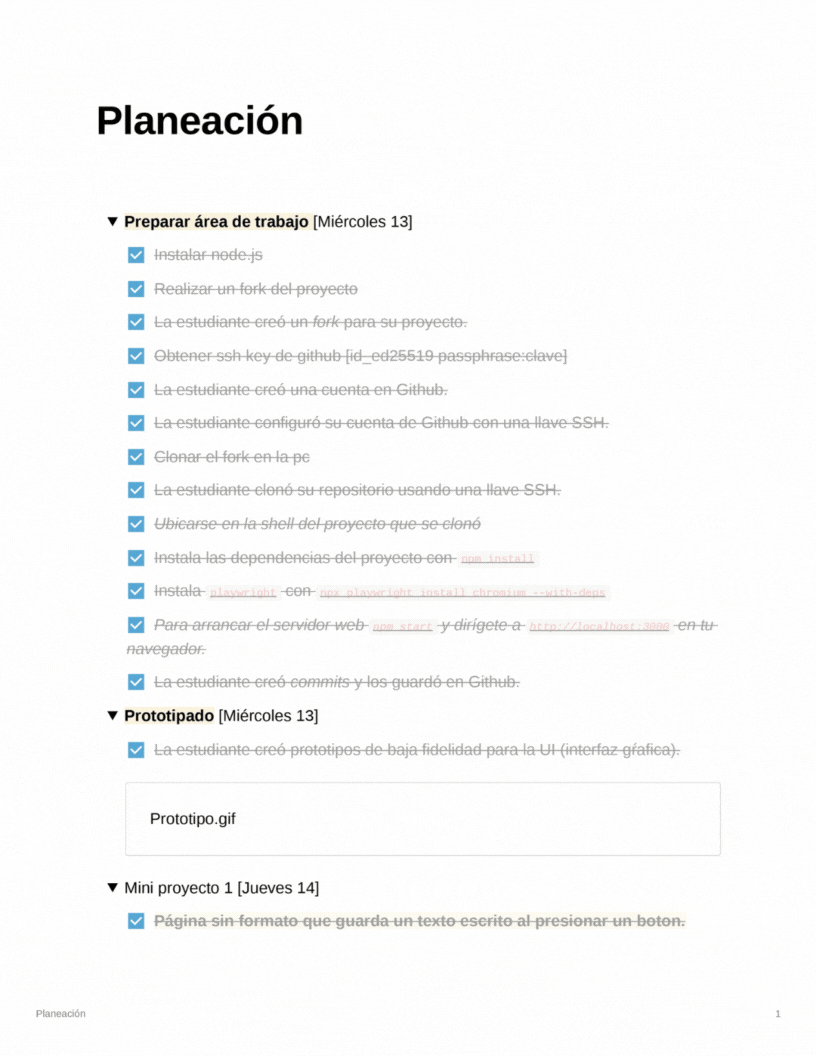 Planeación
Preparar área de trabajo [Miércoles 13]
Instalar node.js
Realizar un fork del proyecto
La estudiante creó un fork para su proyecto.
Obtener ssh key de github [id_ed25519 passphrase:clave]
La estudiante creó una cuenta en Github.
La estudiante configuró su cuenta de Github con una llave SSH.
Clonar el fork en la pc
La estudiante clonó su repositorio usando una llave SSH.
Ubicarse en la shell del proyecto que se clonó
Instala las dependencias del proyecto con npm install
Instala playwright con npx playwright install chromium --with-deps
Para arrancar el servidor web npm start y dirígete a http://localhost:3000 en tu
navegador.
La estudiante creó commits y los guardó en Github.
Prototipado [Miércoles 13]
La estudiante creó prototipos de baja fidelidad para la UI (interfaz gŕafica).
Prototipo.gif
Mini proyecto 1 [Jueves 14]
Página sin formato que guarda un texto escrito al presionar un boton.
Planeación 1